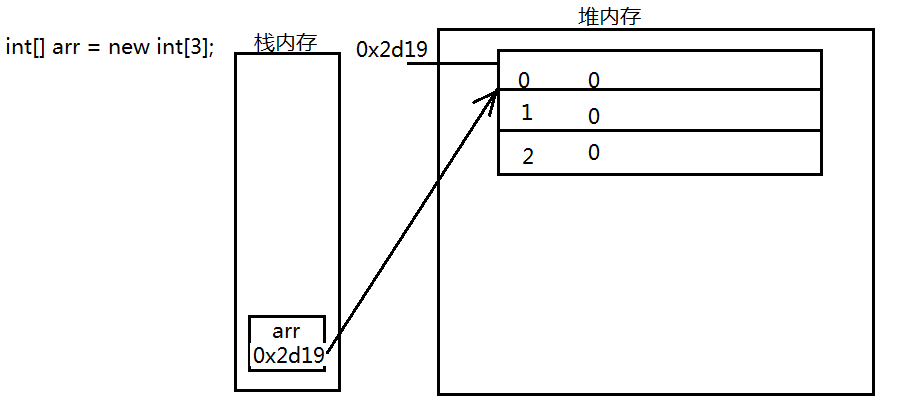 int[] arr = new int[3];
栈内存
堆内存
0x2d19
0 0
1 0
2 0
arr
0x2d19